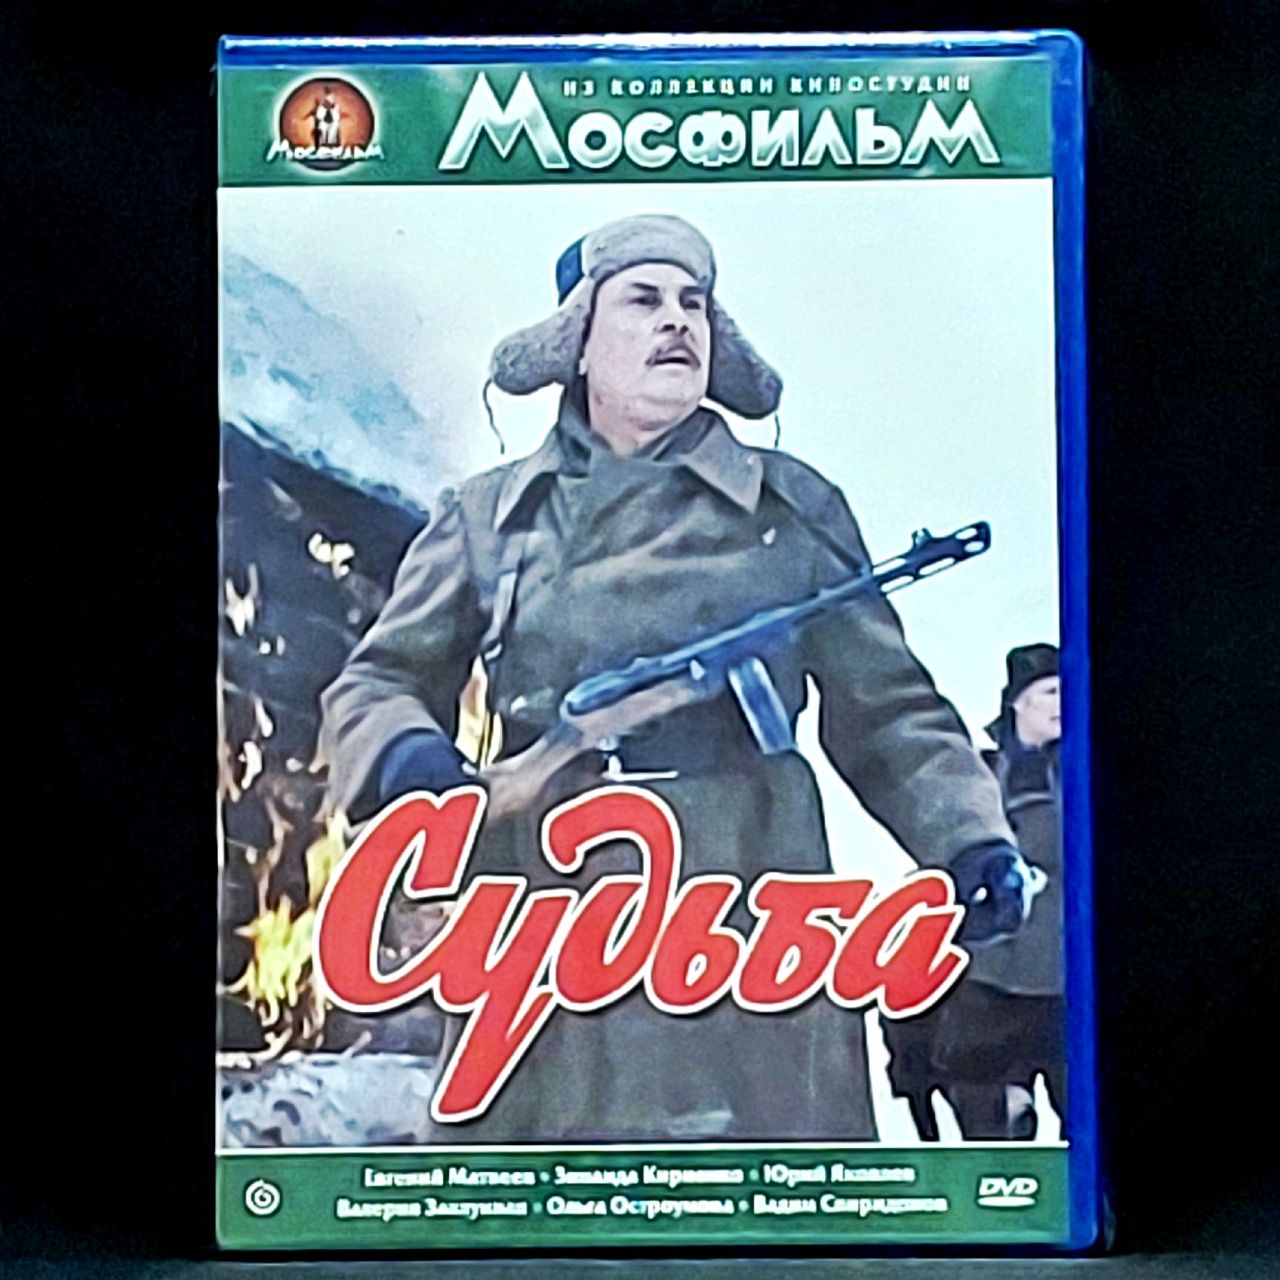 ИЗ КОЛЛЕКЦИИ КИНОСТУДИИ
МОСФИЛЬМ
МОСФИЛЬМ
Судьба
Евгений Матвеев • Зинаида Кириенко • Юрий Яковлев
Валерия Заклунная • Ольга Остроумова • Вадим Спиридонов
DVD